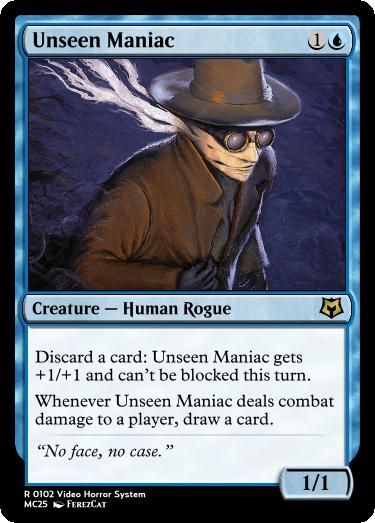 Unseen Maniac 1
Creature — Human Rogue
Discard a card: Unseen Maniac gets
+1/+1 and can't be blocked this turn.
Whenever Unseen Maniac deals combat
damage to a player, draw a card.
"No face, no case."
1/1
R 0102 Video Horror System
MC25 FerezCat